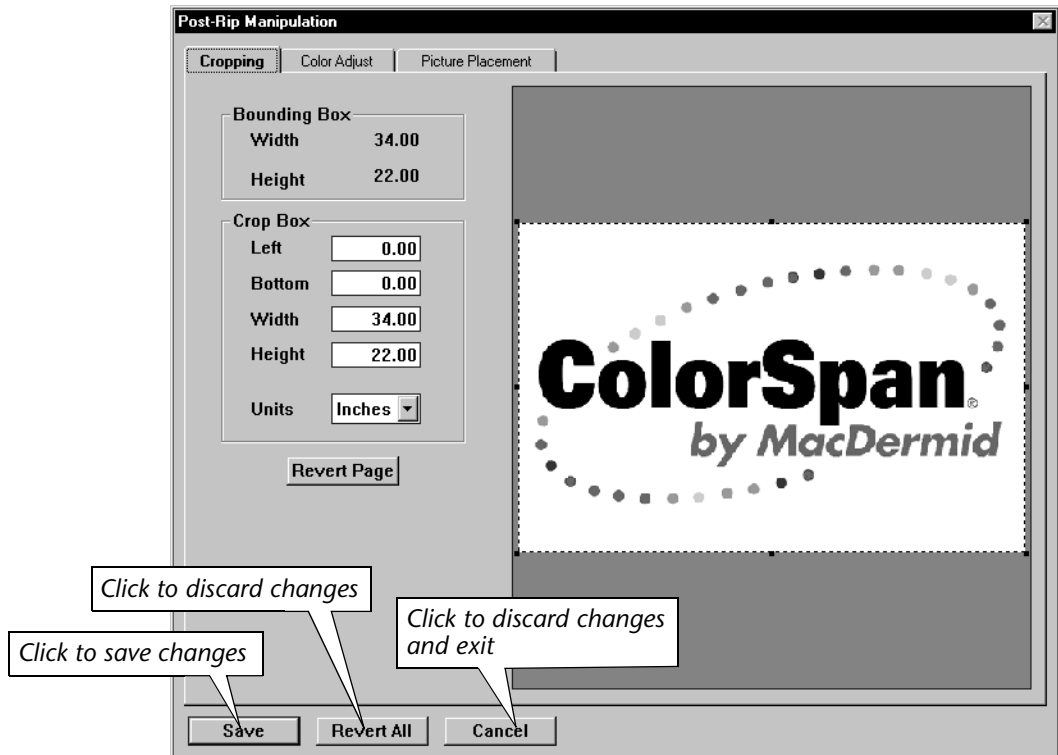 Post-Rip Manipulation
Cropping Color Adjust Picture Placement
Bounding Box
Width 34.00
Height 22.00
Crop Box
Left 0.00
Bottom 0.00
Width 34.00
Height 22.00
Units Inches
Revert Page
ColorSpan®
by MacDermid
Click to discard changes
Click to discard changes
and exit
Click to save changes
Save Revert All Cancel